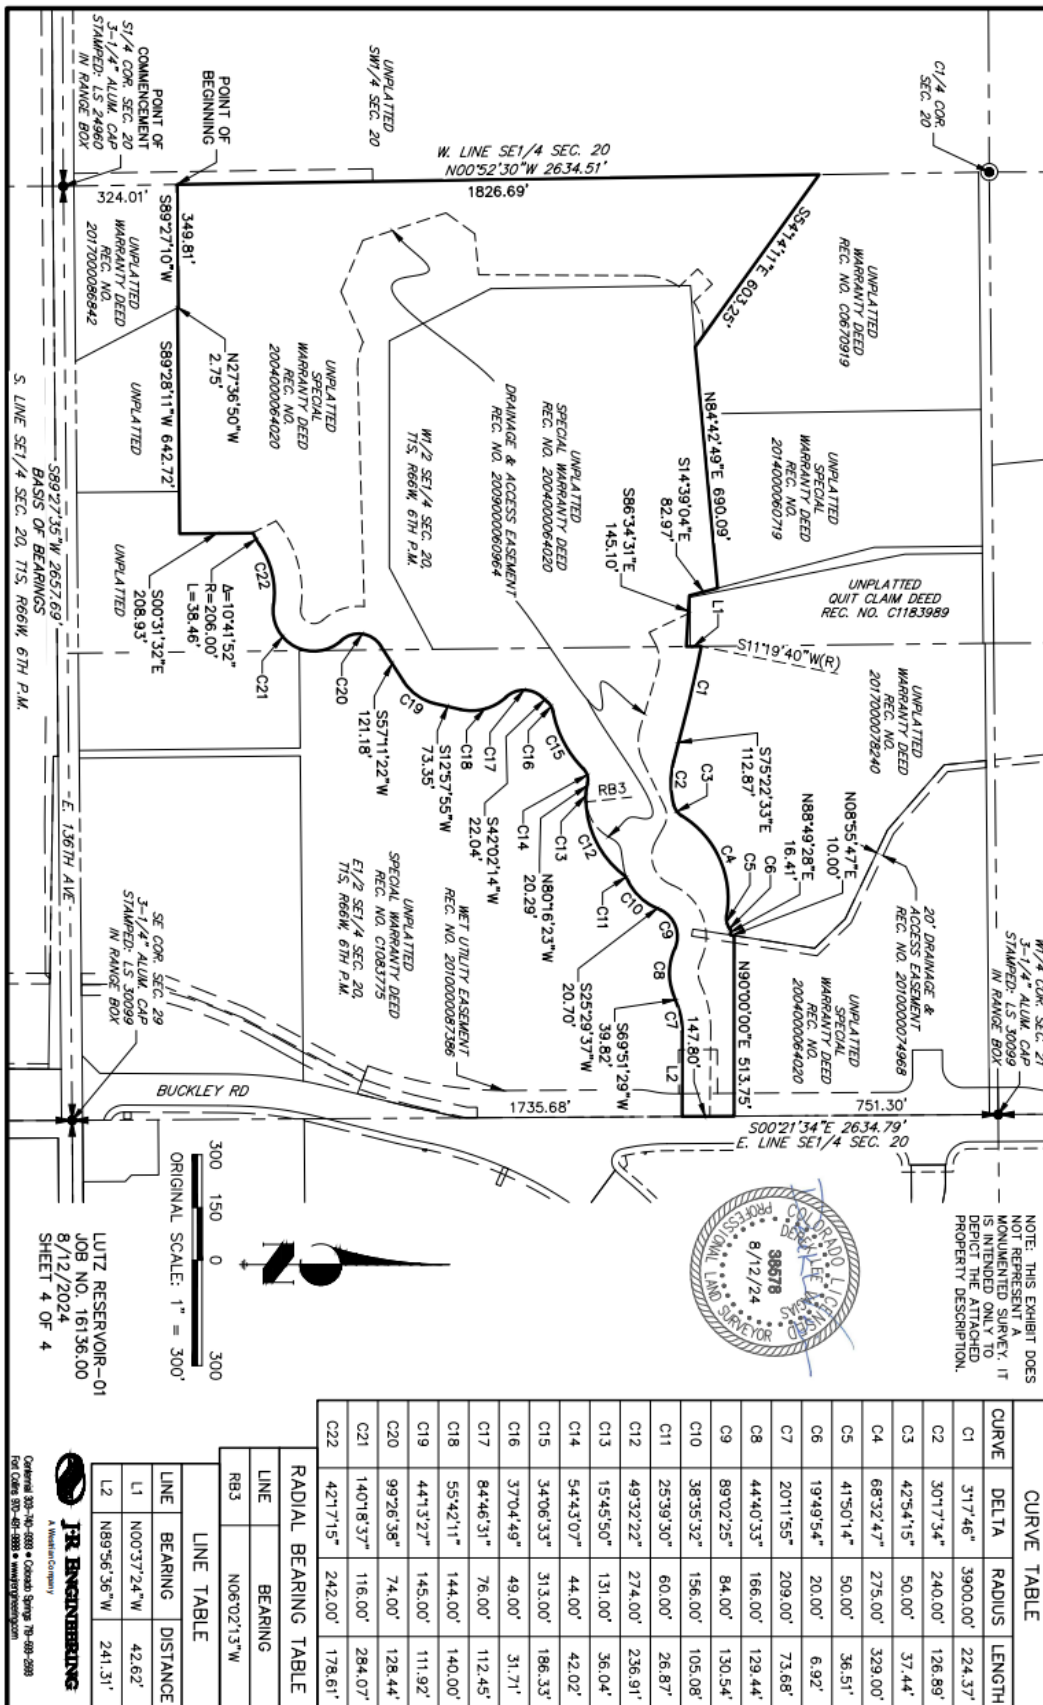 C1/4 COR.
SEC. 20
W1/4 COR. SEC. 21
3-1/4" ALUM. CAP
STAMPED: LS 30099
IN RANGE BOX
UNPLATTED
SW1/4 SEC. 20
W. LINE SE1/4 SEC. 20
N00°52'30"W 2634.51'
1826.69'
S54°14'11"E 603.25'
UNPLATTED
WARRANTY DEED
REC. NO. C0670919
N84°42'49"E 690.09'
UNPLATTED
SPECIAL
WARRANTY DEED
REC. NO.
2014000060719
S14°39'04"E
82.97'
S86°34'31"E
145.10'
L1
UNPLATTED
QUIT CLAIM DEED
REC. NO. C1183989
S11°19'40"W(R)
C1
UNPLATTED
WARRANTY DEED
REC. NO.
2017000078240
S75°22'33"E
112.87'
C2
C3
C4
C5
C6
N88°49'28"E
16.41'
N08°55'47"E
10.00'
20' DRAINAGE &
ACCESS EASEMENT
REC. NO. 2010000074968
UNPLATTED
SPECIAL
WARRANTY DEED
REC. NO.
2004000064020
N90°00'00"E 513.75'
147.80'
L2
751.30'
S00°21'34"E 2634.79'
E. LINE SE1/4 SEC. 20
1735.68'
C7
S69°51'29"W
39.82'
C8
C9
S25°29'37"W
20.70'
C10
C11
C12
RB3
C13
N80°16'23"W
20.29'
C14
C15
S42°02'14"W
22.04'
C16
C17
C18
S12°57'55"W
73.35'
C19
S57°11'22"W
121.18'
C20
C21
C22
Δ=10°41'52"
R=206.00'
L=38.46'
S00°31'32"E
208.93'
UNPLATTED
SPECIAL WARRANTY DEED
REC. NO. 2004000064020
DRAINAGE & ACCESS EASEMENT
REC. NO. 2009000060964
W1/2 SE1/4 SEC. 20,
T1S, R66W, 6TH P.M.
UNPLATTED
SPECIAL
WARRANTY DEED
REC. NO.
2004000064020
WET UTILITY EASEMENT
REC. NO. 2010000087386
UNPLATTED
SPECIAL WARRANTY DEED
REC. NO. C1083775
E1/2 SE1/4 SEC. 20,
T1S, R66W, 6TH P.M.
POINT OF
BEGINNING
POINT OF
COMMENCEMENT
S1/4 COR. SEC. 20
3-1/4" ALUM. CAP
STAMPED: LS 24960
IN RANGE BOX
324.01'
349.81'
S89°27'10"W
UNPLATTED
WARRANTY DEED
REC. NO.
2017000086842
N27°36'50"W
2.75'
S89°28'11"W 642.72'
UNPLATTED
UNPLATTED
S89°27'35"W 2657.69'
BASIS OF BEARINGS
S. LINE SE1/4 SEC. 20, T1S, R66W, 6TH P.M.
E. 136TH AVE
BUCKLEY RD
SE COR. SEC. 29
3-1/4" ALUM. CAP
STAMPED: LS 30099
IN RANGE BOX
NOTE: THIS EXHIBIT DOES
NOT REPRESENT A
MONUMENTED SURVEY. IT
IS INTENDED ONLY TO
DEPICT THE ATTACHED
PROPERTY DESCRIPTION.
COLORADO LICENSED
38578
8/12/24
PROFESSIONAL LAND SURVEYOR
N
300 150 0 300
ORIGINAL SCALE: 1" = 300'
LUTZ RESERVOIR-01
JOB NO. 16136.00
8/12/2024
SHEET 4 OF 4
CURVE TABLE
CURVE DELTA RADIUS LENGTH
C1 3°17'46" 3900.00' 224.37'
C2 30°17'34" 240.00' 126.89'
C3 42°54'15" 50.00' 37.44'
C4 68°32'47" 275.00' 329.00'
C5 41°50'14" 50.00' 36.51'
C6 19°49'54" 20.00' 6.92'
C7 20°11'55" 209.00' 73.68'
C8 44°40'33" 166.00' 129.44'
C9 89°02'25" 84.00' 130.54'
C10 38°35'32" 156.00' 105.08'
C11 25°39'30" 60.00' 26.87'
C12 49°32'22" 274.00' 236.91'
C13 15°45'50" 131.00' 36.04'
C14 54°43'07" 44.00' 42.02'
C15 34°06'33" 313.00' 186.33'
C16 37°04'49" 49.00' 31.71'
C17 84°46'31" 76.00' 112.45'
C18 55°42'11" 144.00' 140.00'
C19 44°13'27" 145.00' 111.92'
C20 99°26'38" 74.00' 128.44'
C21 140°18'37" 116.00' 284.07'
C22 42°17'15" 242.00' 178.61'
RADIAL BEARING TABLE
LINE BEARING
RB3 N06°02'13"W
LINE TABLE
LINE BEARING DISTANCE
L1 N00°37'24"W 42.62'
L2 N89°56'36"W 241.31'
J·R ENGINEERING
A Westrian Company